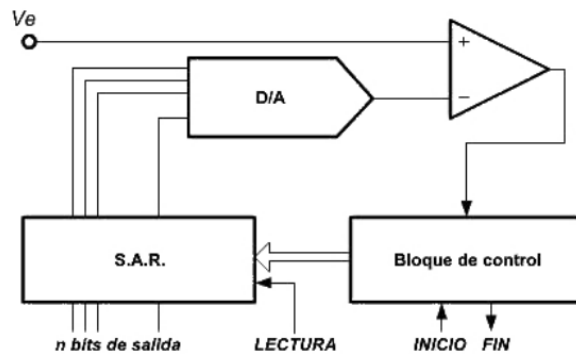 Ve
+
D/A
−
S.A.R.
Bloque de control
n bits de salida
LECTURA
INICIO
FIN